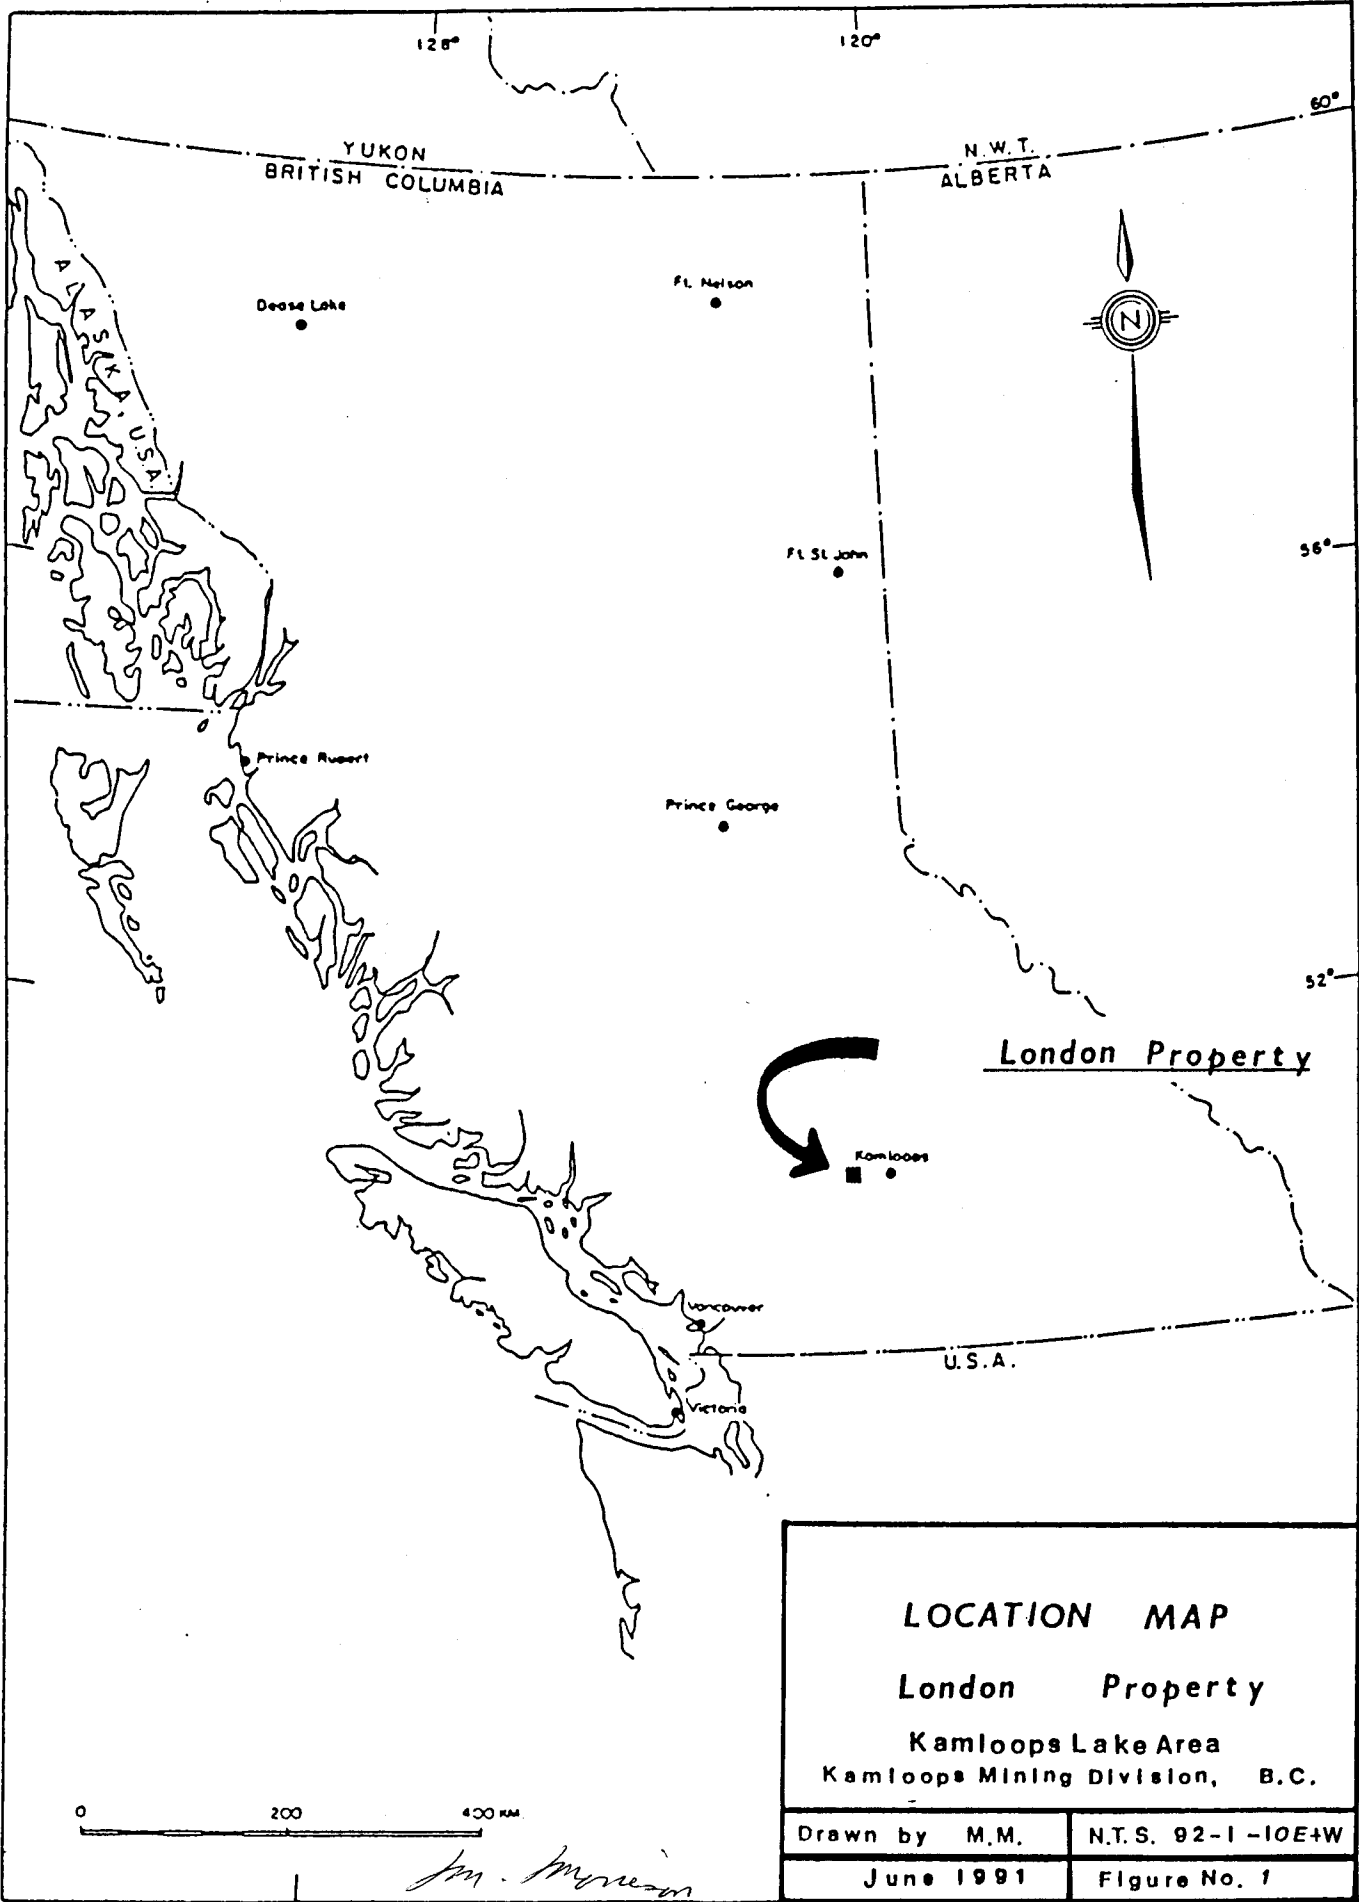 128°
120°
60°
YUKON
BRITISH COLUMBIA
N.W.T.
ALBERTA
ALASKA, USA
Dease Lake
Ft. Nelson
N
Ft. St. John
56°
Prince Rupert
Prince George
52°
London Property
Kamloops
Vancouver
U.S.A.
Victoria
LOCATION MAP
London Property
Kamloops Lake Area
Kamloops Mining Division, B.C.
0 200 400 KM.
Drawn by M.M.
N.T.S. 92-I-10E+W
June 1991
Figure No. 1